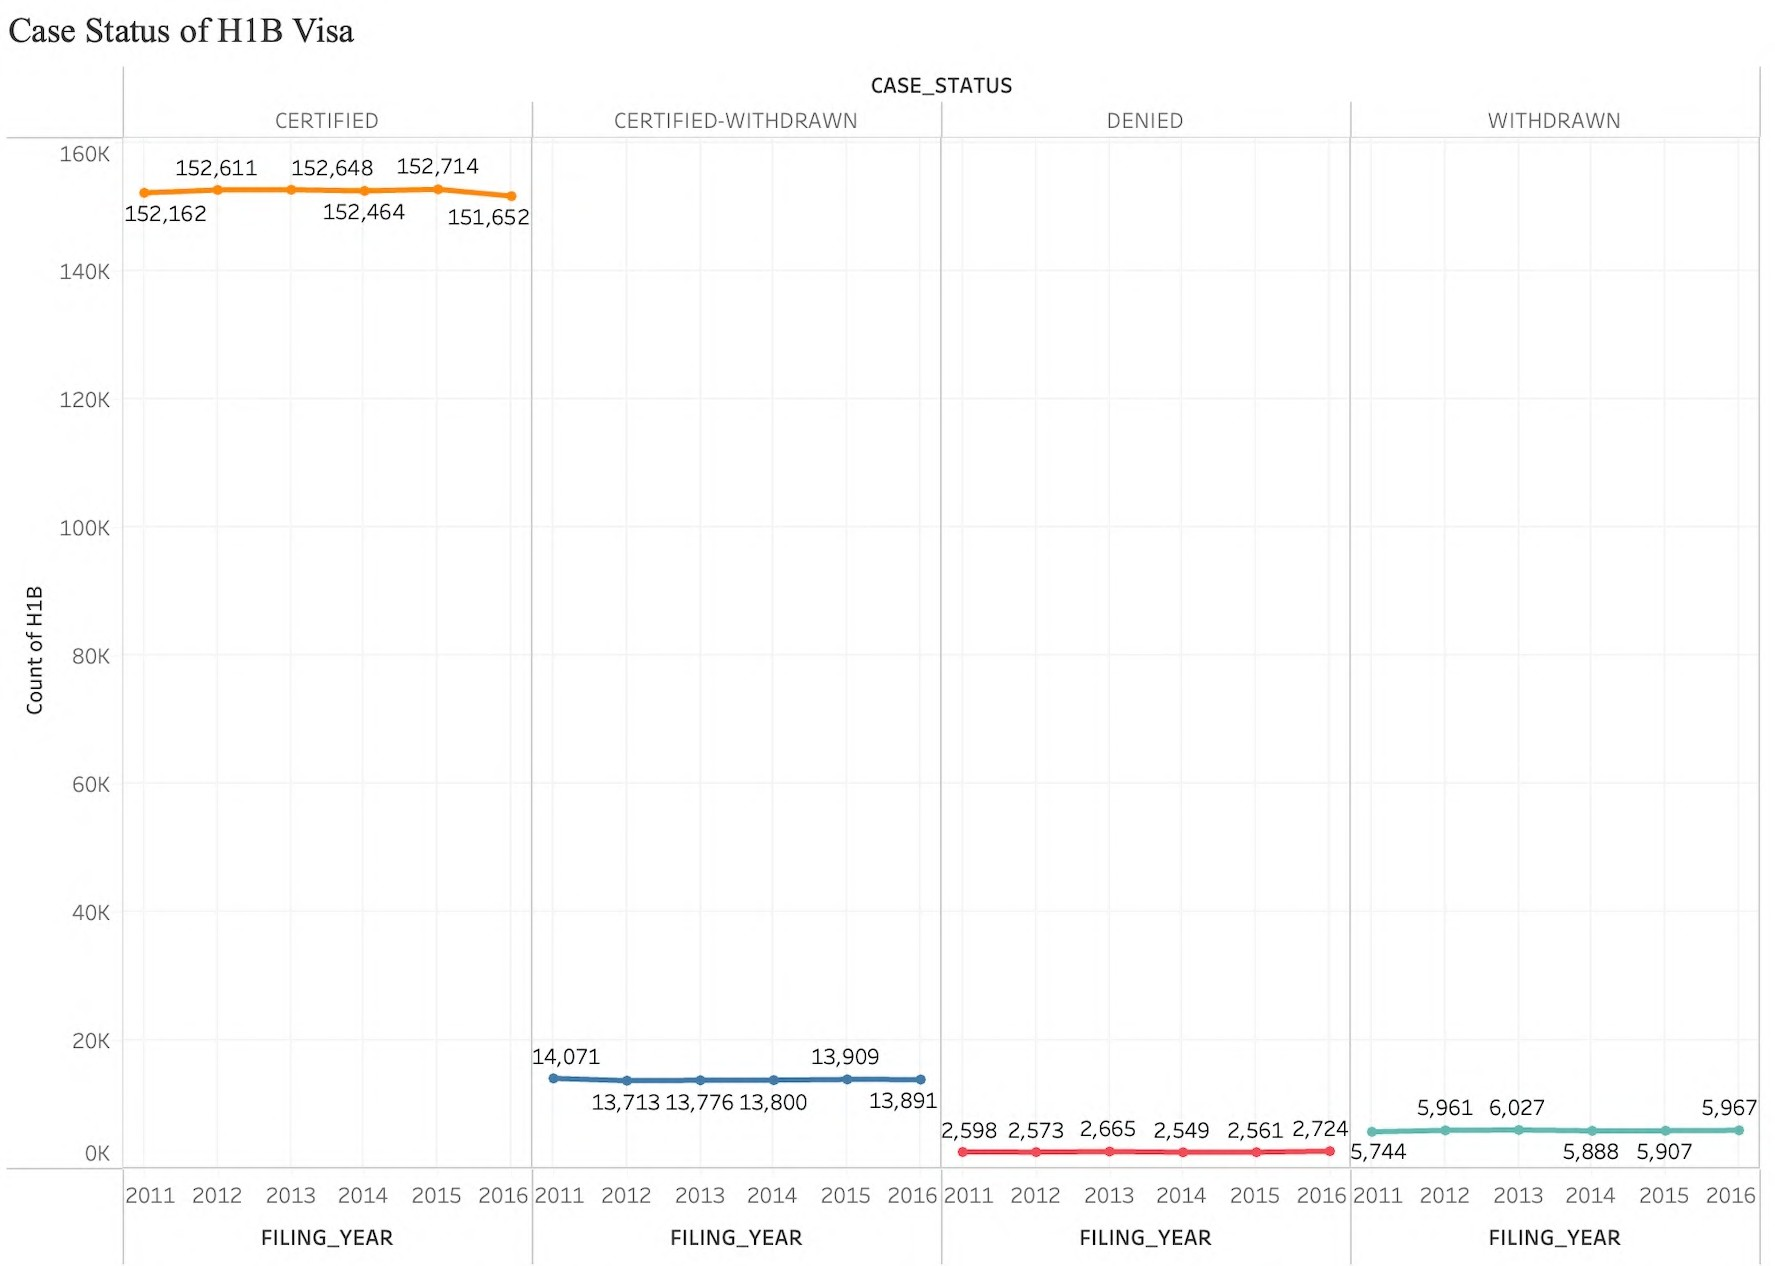 Case Status of H1B Visa
CASE_STATUS
CERTIFIED CERTIFIED-WITHDRAWN DENIED WITHDRAWN
160K
152,611 152,648 152,714
152,162 152,464 151,652
140K
120K
100K
80K
Count of H1B
60K
40K
20K
14,071 13,909
13,713 13,776 13,800 13,891
2,598 2,573 2,665 2,549 2,561 2,724
5,961 6,027 5,967
5,744 5,888 5,907
0K
2011 2012 2013 2014 2015 2016 2011 2012 2013 2014 2015 2016 2011 2012 2013 2014 2015 2016 2011 2012 2013 2014 2015 2016
FILING_YEAR FILING_YEAR FILING_YEAR FILING_YEAR